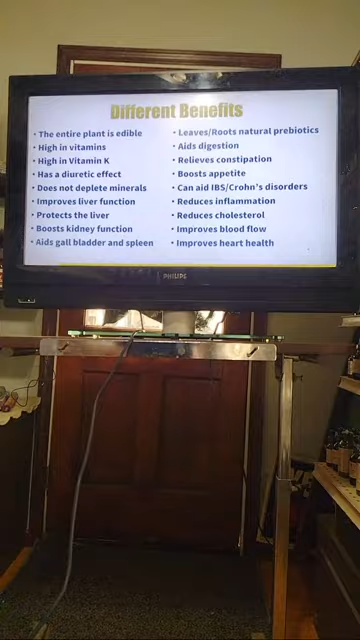 Different Benefits
• The entire plant is edible
• High in vitamins
• High in Vitamin K
• Has a diuretic effect
• Does not deplete minerals
• Improves liver function
• Protects the liver
• Boosts kidney function
• Aids gall bladder and spleen
• Leaves/Roots natural prebiotics
• Aids digestion
• Relieves constipation
• Boosts appetite
• Can aid IBS/Crohn's disorders
• Reduces inflammation
• Reduces cholesterol
• Improves blood flow
• Improves heart health
PHILIPS